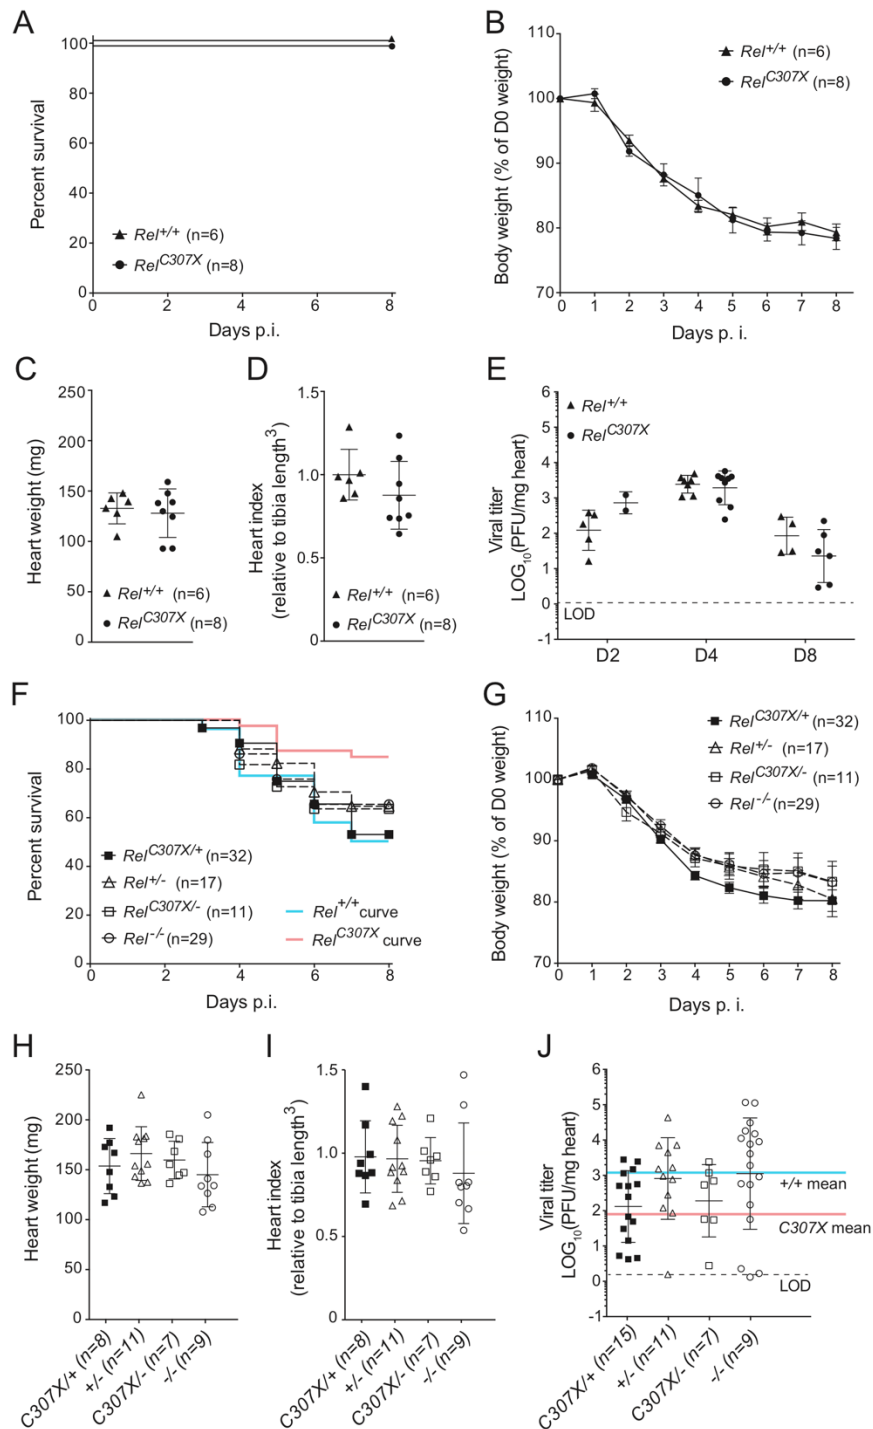 A
Percent survival
100
80
60
40
20
0
0 2 4 6 8
Days p.i.
Rel+/+ (n=6)
RelC307X (n=8)
B
Body weight (% of D0 weight)
110
100
90
80
70
0 1 2 3 4 5 6 7 8
Days p. i.
Rel+/+ (n=6)
RelC307X (n=8)
C
Heart weight (mg)
250
200
150
100
50
0
Rel+/+ (n=6)
RelC307X (n=8)
D
Heart index
(relative to tibia length3)
1.5
1.0
0.5
0
Rel+/+ (n=6)
RelC307X (n=8)
E
Viral titer
LOG10(PFU/mg heart)
6
5
4
3
2
1
0
-1
Rel+/+
RelC307X
LOD
D2 D4 D8
F
Percent survival
100
80
60
40
20
0
0 2 4 6 8
Days p.i.
RelC307X/+ (n=32)
Rel+/- (n=17)
RelC307X/- (n=11)
Rel-/- (n=29)
Rel+/+ curve
RelC307X curve
G
Body weight (% of D0 weight)
110
100
90
80
70
0 1 2 3 4 5 6 7 8
Days p. i.
RelC307X/+ (n=32)
Rel+/- (n=17)
RelC307X/- (n=11)
Rel-/- (n=29)
H
Heart weight (mg)
250
200
150
100
50
0
C307X/+ (n=8)
+/- (n=11)
C307X/- (n=7)
-/- (n=9)
I
Heart index
(relative to tibia length3)
1.5
1.0
0.5
0
C307X/+ (n=8)
+/- (n=11)
C307X/- (n=7)
-/- (n=9)
J
Viral titer
LOG10(PFU/mg heart)
6
5
4
3
2
1
0
-1
+/+ mean
C307X mean
LOD
C307X/+ (n=15)
+/- (n=11)
C307X/- (n=7)
-/- (n=9)